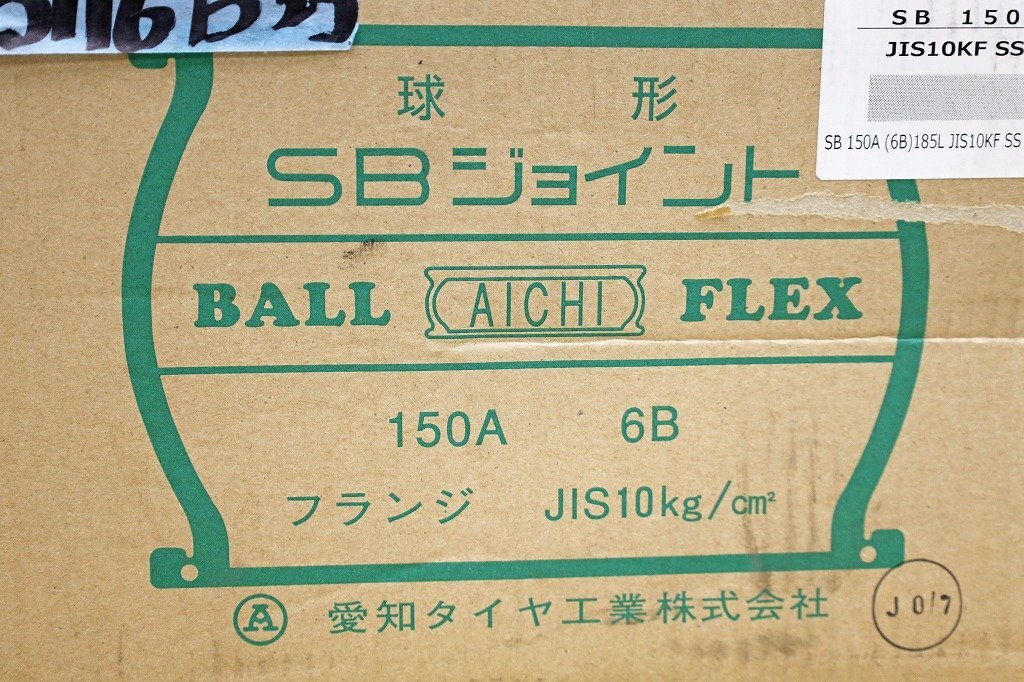 SB 150
JIS10KF SS
SB 150A (6B)185L JIS10KF SS
球形
SBジョイント
BALL AICHI FLEX
150A 6B
フランジ JIS10kg/cm²
A 愛知タイヤ工業株式会社
J 0/7